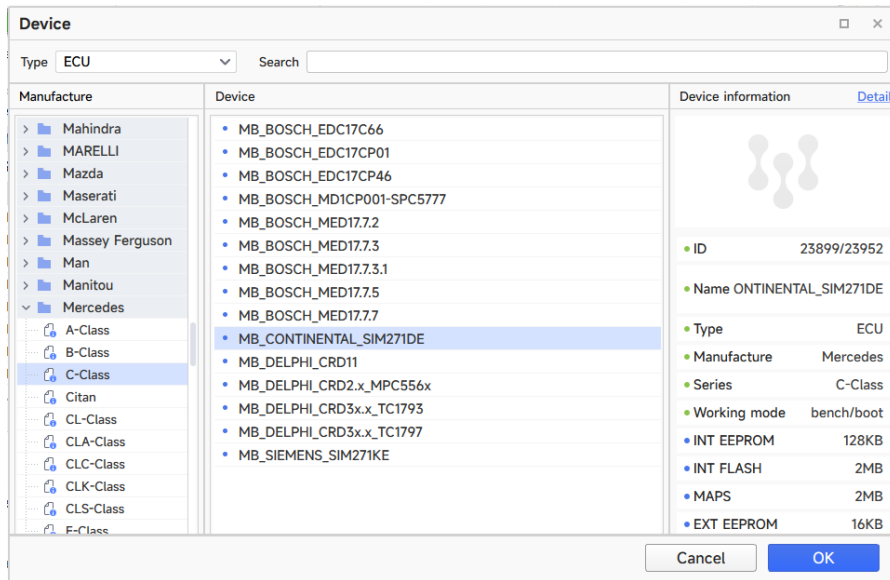 Device
Type ECU Search
Manufacture
Mahindra
MARELLI
Mazda
Maserati
McLaren
Massey Ferguson
Man
Manitou
Mercedes
A-Class
B-Class
C-Class
Citan
CL-Class
CLA-Class
CLC-Class
CLK-Class
CLS-Class
E-Class
Device
MB_BOSCH_EDC17C66
MB_BOSCH_EDC17CP01
MB_BOSCH_EDC17CP46
MB_BOSCH_MD1CP001-SPC5777
MB_BOSCH_MED17.7.2
MB_BOSCH_MED17.7.3
MB_BOSCH_MED17.7.3.1
MB_BOSCH_MED17.7.5
MB_BOSCH_MED17.7.7
MB_CONTINENTAL_SIM271DE
MB_DELPHI_CRD11
MB_DELPHI_CRD2.x_MPC556x
MB_DELPHI_CRD3x.x_TC1793
MB_DELPHI_CRD3x.x_TC1797
MB_SIEMENS_SIM271KE
Device information Detail
ID 23899/23952
Name ONTINENTAL_SIM271DE
Type ECU
Manufacture Mercedes
Series C-Class
Working mode bench/boot
INT EEPROM 128KB
INT FLASH 2MB
MAPS 2MB
EXT EEPROM 16KB
Cancel OK